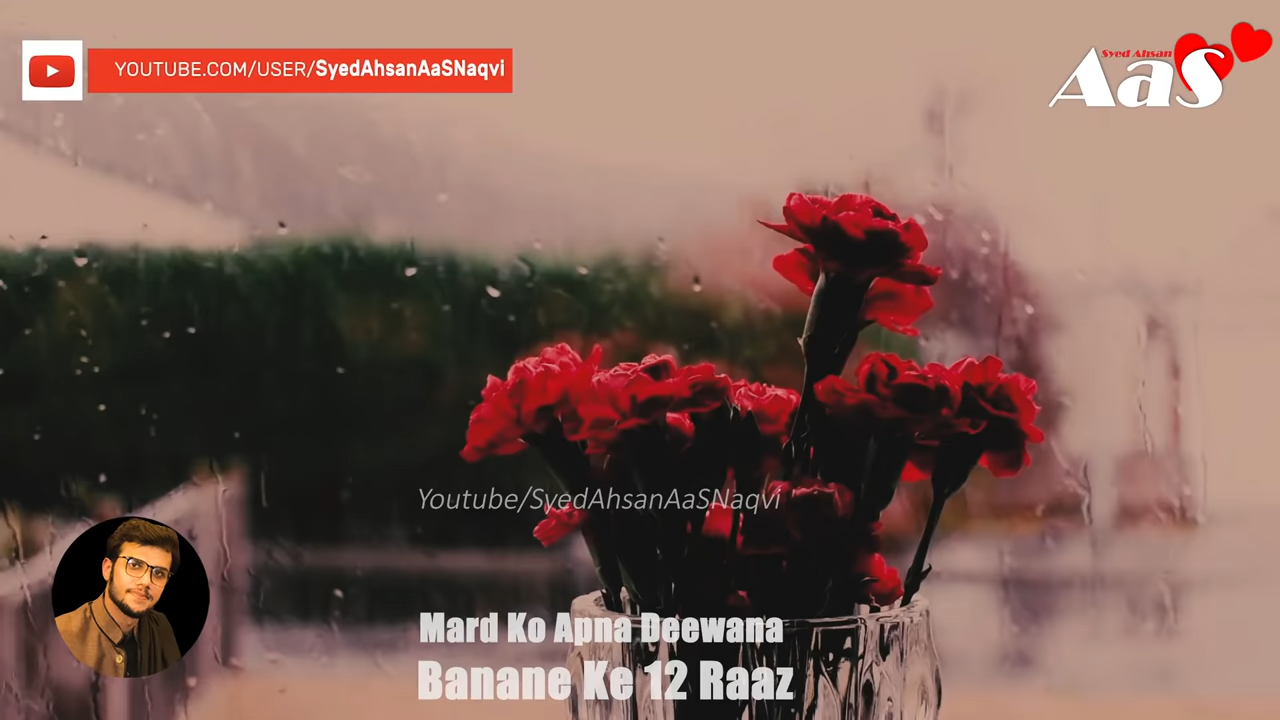 YOUTUBE.COM/USER/SyedAhsanAaSNaqvi
Syed Ahsan
AaS
Youtube/SyedAhsanAaSNaqvi
Mard Ko Apna Deewana
Banane Ke 12 Raaz